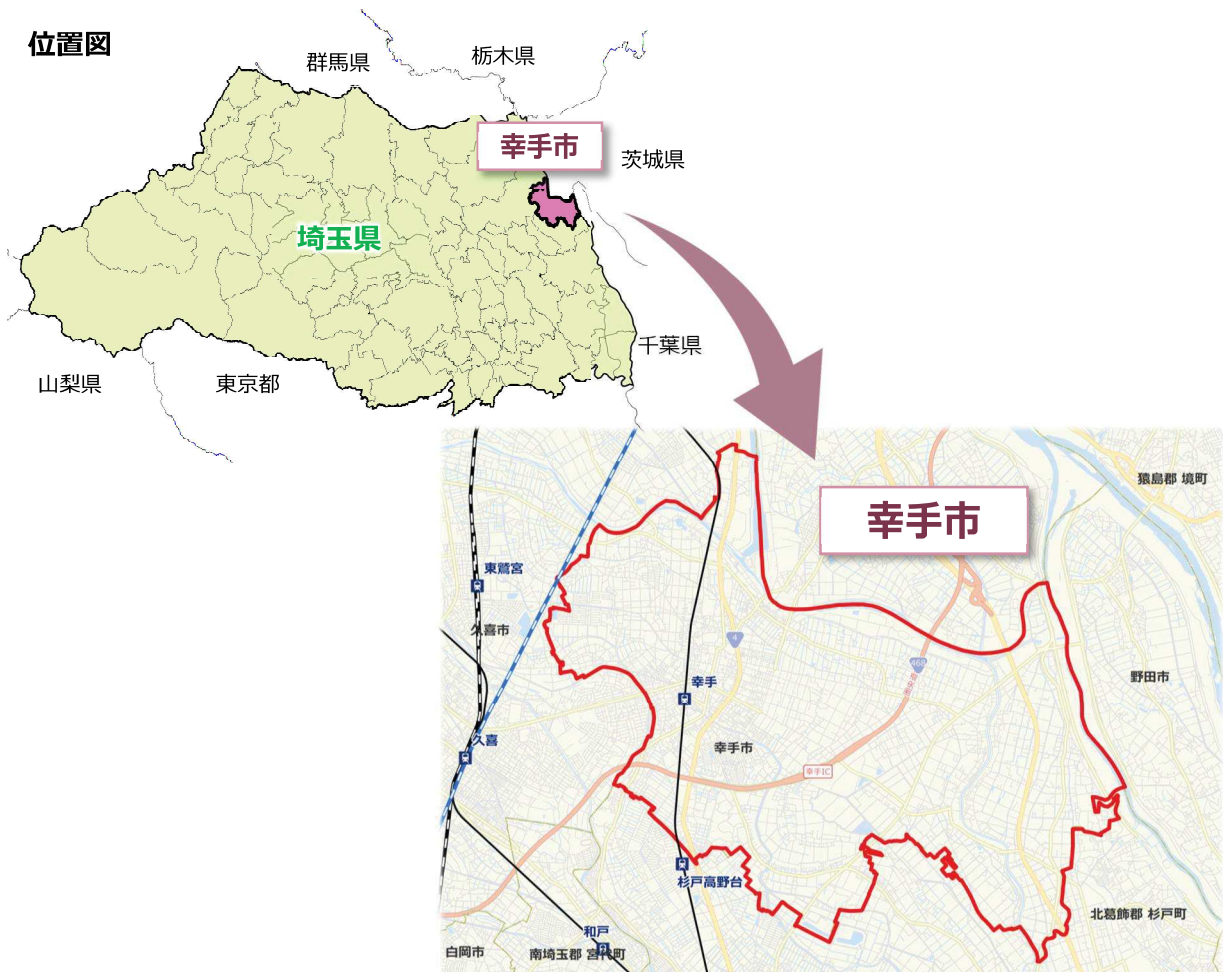 位置図
群馬県
栃木県
幸手市
茨城県
埼玉県
千葉県
山梨県
東京都
猿島郡 境町
幸手市
東鷲宮
久喜市
4
468
野田市
幸手
久喜
幸手市
幸手IC
杉戸高野台
北葛飾郡 杉戸町
和戸
白岡市
南埼玉郡 宮代町